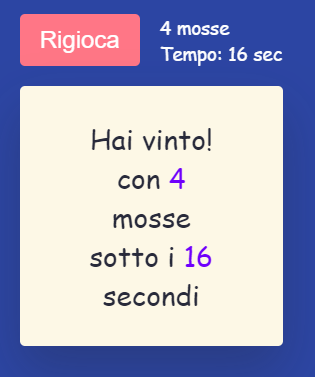 Rigioca
4 mosse
Tempo: 16 sec
Hai vinto!
con 4
mosse
sotto i 16
secondi